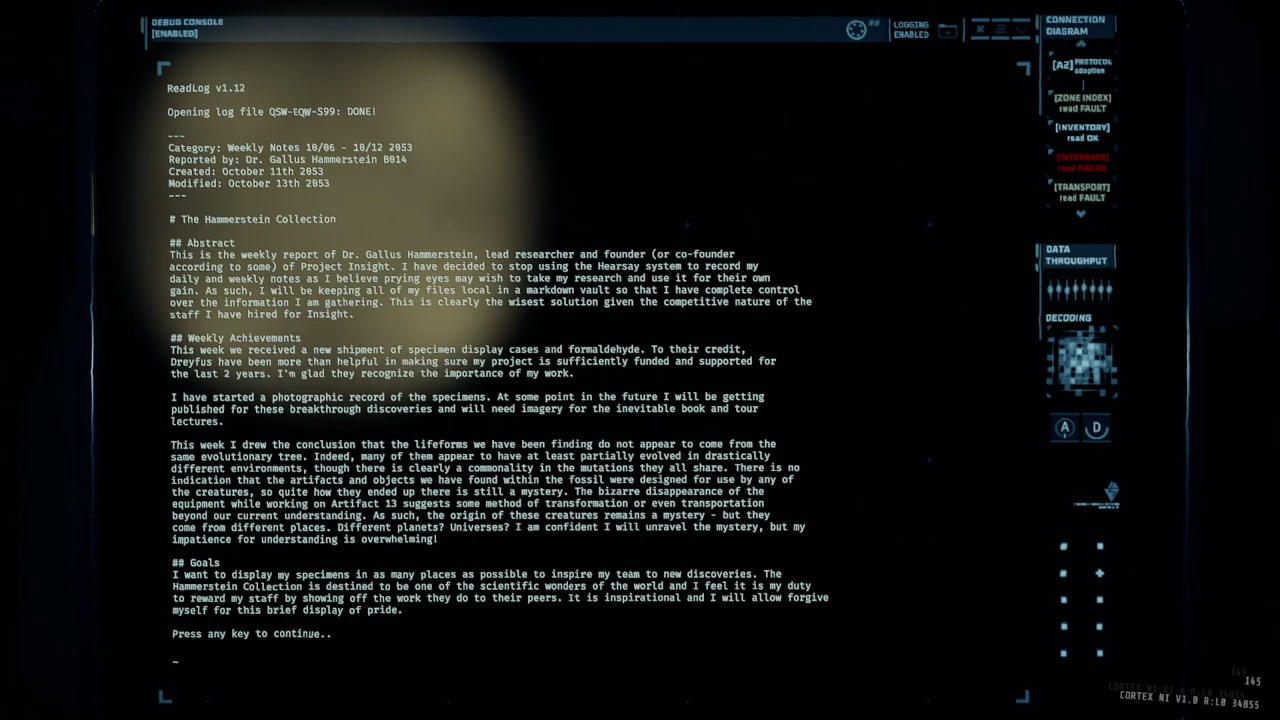 DEBUG CONSOLE
[ENABLED]
LOGGING
ENABLED
ReadLog v1.12
Opening log file QSW-EQW-S99: DONE!
---
Category: Weekly Notes 10/06 - 10/12 2053
Reported by: Dr. Gallus Hammerstein B014
Created: October 11th 2053
Modified: October 13th 2053
---
# The Hammerstein Collection
## Abstract
This is the weekly report of Dr. Gallus Hammerstein, lead researcher and founder (or co-founder
according to some) of Project Insight. I have decided to stop using the Hearsay system to record my
daily and weekly notes as I believe prying eyes may wish to take my research and use it for their own
gain. As such, I will be keeping all of my files local in a markdown vault so that I have complete control
over the information I am gathering. This is clearly the wisest solution given the competitive nature of the
staff I have hired for Insight.
## Weekly Achievements
This week we received a new shipment of specimen display cases and formaldehyde. To their credit,
Dreyfus have been more than helpful in making sure my project is sufficiently funded and supported for
the last 2 years. I'm glad they recognize the importance of my work.
I have started a photographic record of the specimens. At some point in the future I will be getting
published for these breakthrough discoveries and will need imagery for the inevitable book and tour
lectures.
This week I drew the conclusion that the lifeforms we have been finding do not appear to come from the
same evolutionary tree. Indeed, many of them appear to have at least partially evolved in drastically
different environments, though there is clearly a commonality in the mutations they all share. There is no
indication that the artifacts and objects we have found within the fossil were designed for use by any of
the creatures, so quite how they ended up there is still a mystery. The bizarre disappearance of the
equipment while working on Artifact 13 suggests some method of transformation or even transportation
beyond our current understanding. As such, the origin of these creatures remains a mystery - but they
come from different places. Different planets? Universes? I am confident I will unravel the mystery, but my
impatience for understanding is overwhelming!
## Goals
I want to display my specimens in as many places as possible to inspire my team to new discoveries. The
Hammerstein Collection is destined to be one of the scientific wonders of the world and I feel it is my duty
to reward my staff by showing off the work they do to their peers. It is inspirational and I will allow forgive
myself for this brief display of pride.
Press any key to continue..
_
CONNECTION
DIAGRAM
[A2] PROTOCOL
adoption
[ZONE INDEX]
read FAULT
[INVENTORY]
read OK
read FAILED
[TRANSPORT]
read FAULT
DATA
THROUGHPUT
DECODING
A D
145
CORTEX NI V1.0 R:L0 34855